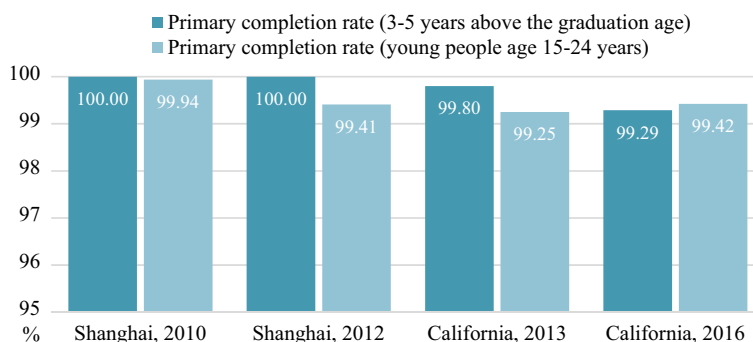 Primary completion rate (3-5 years above the graduation age)
Primary completion rate (young people age 15-24 years)
100
99
98
97
96
95
%
100.00 99.94 100.00 99.41 99.80 99.25 99.29 99.42
Shanghai, 2010 Shanghai, 2012 California, 2013 California, 2016